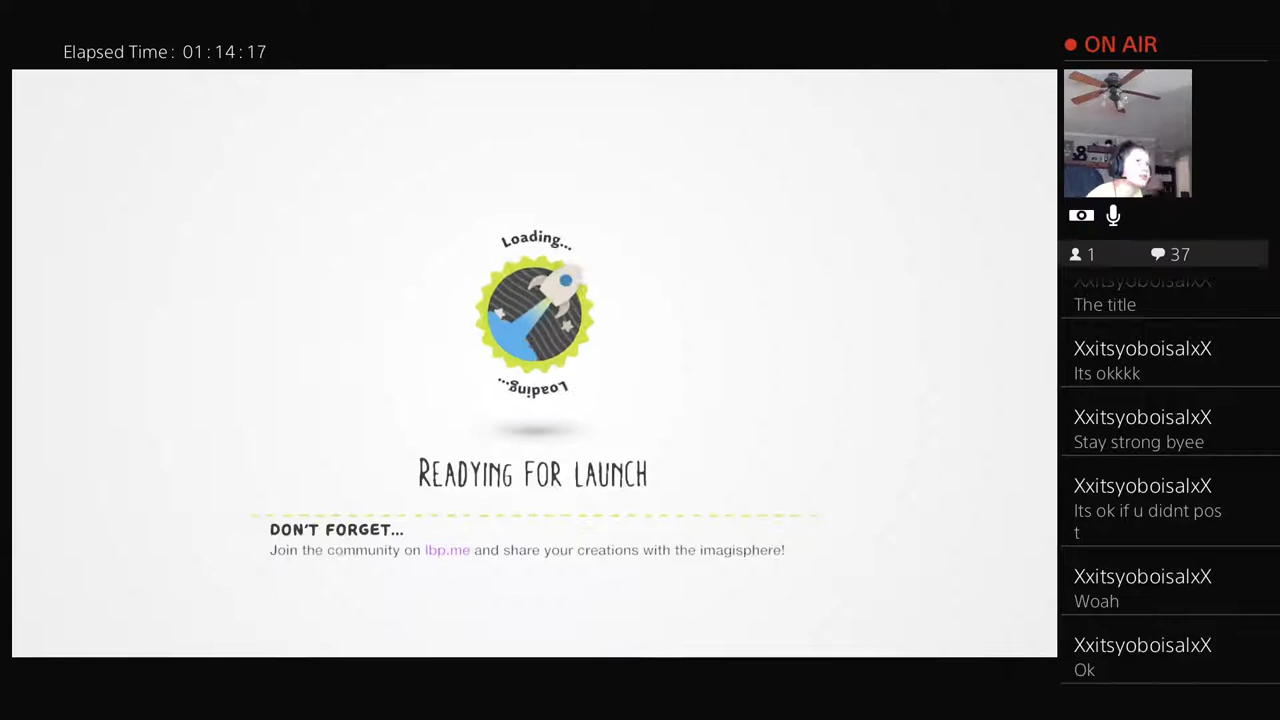 Elapsed Time: 01:14:17
ON AIR
Loading...
Loading...
READYING FOR LAUNCH
DON'T FORGET...
Join the community on lbp.me and share your creations with the imagisphere!
1
37
XxitsyoboisalxX
The title
XxitsyoboisalxX
Its okkkk
XxitsyoboisalxX
Stay strong byee
XxitsyoboisalxX
Its ok if u didnt pos
t
XxitsyoboisalxX
Woah
XxitsyoboisalxX
Ok